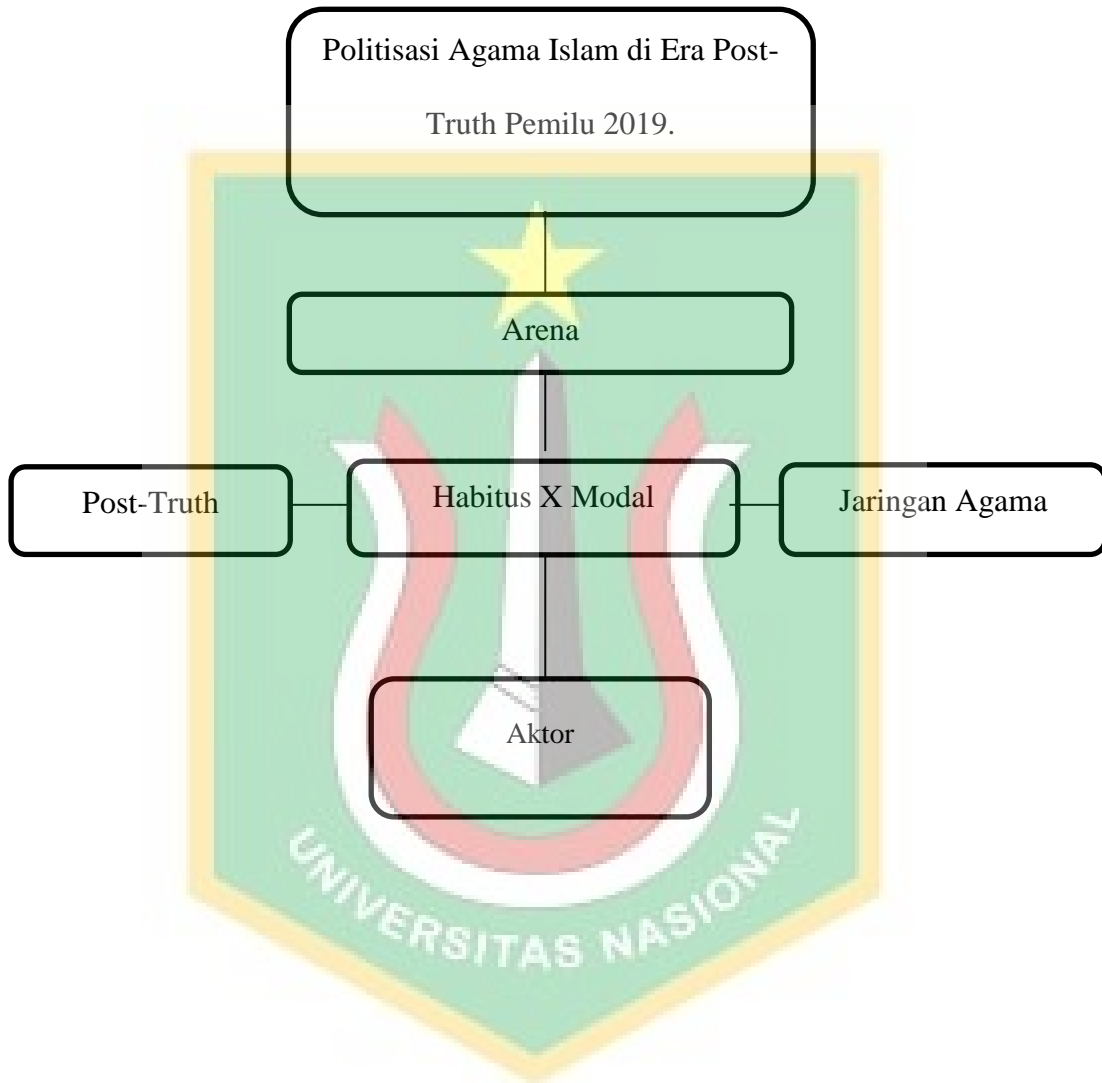 Politisasi Agama Islam di Era Post-
Truth Pemilu 2019.
Arena
Post-Truth
Habitus X Modal
Jaringan Agama
Aktor
UNIVERSITAS NASIONAL